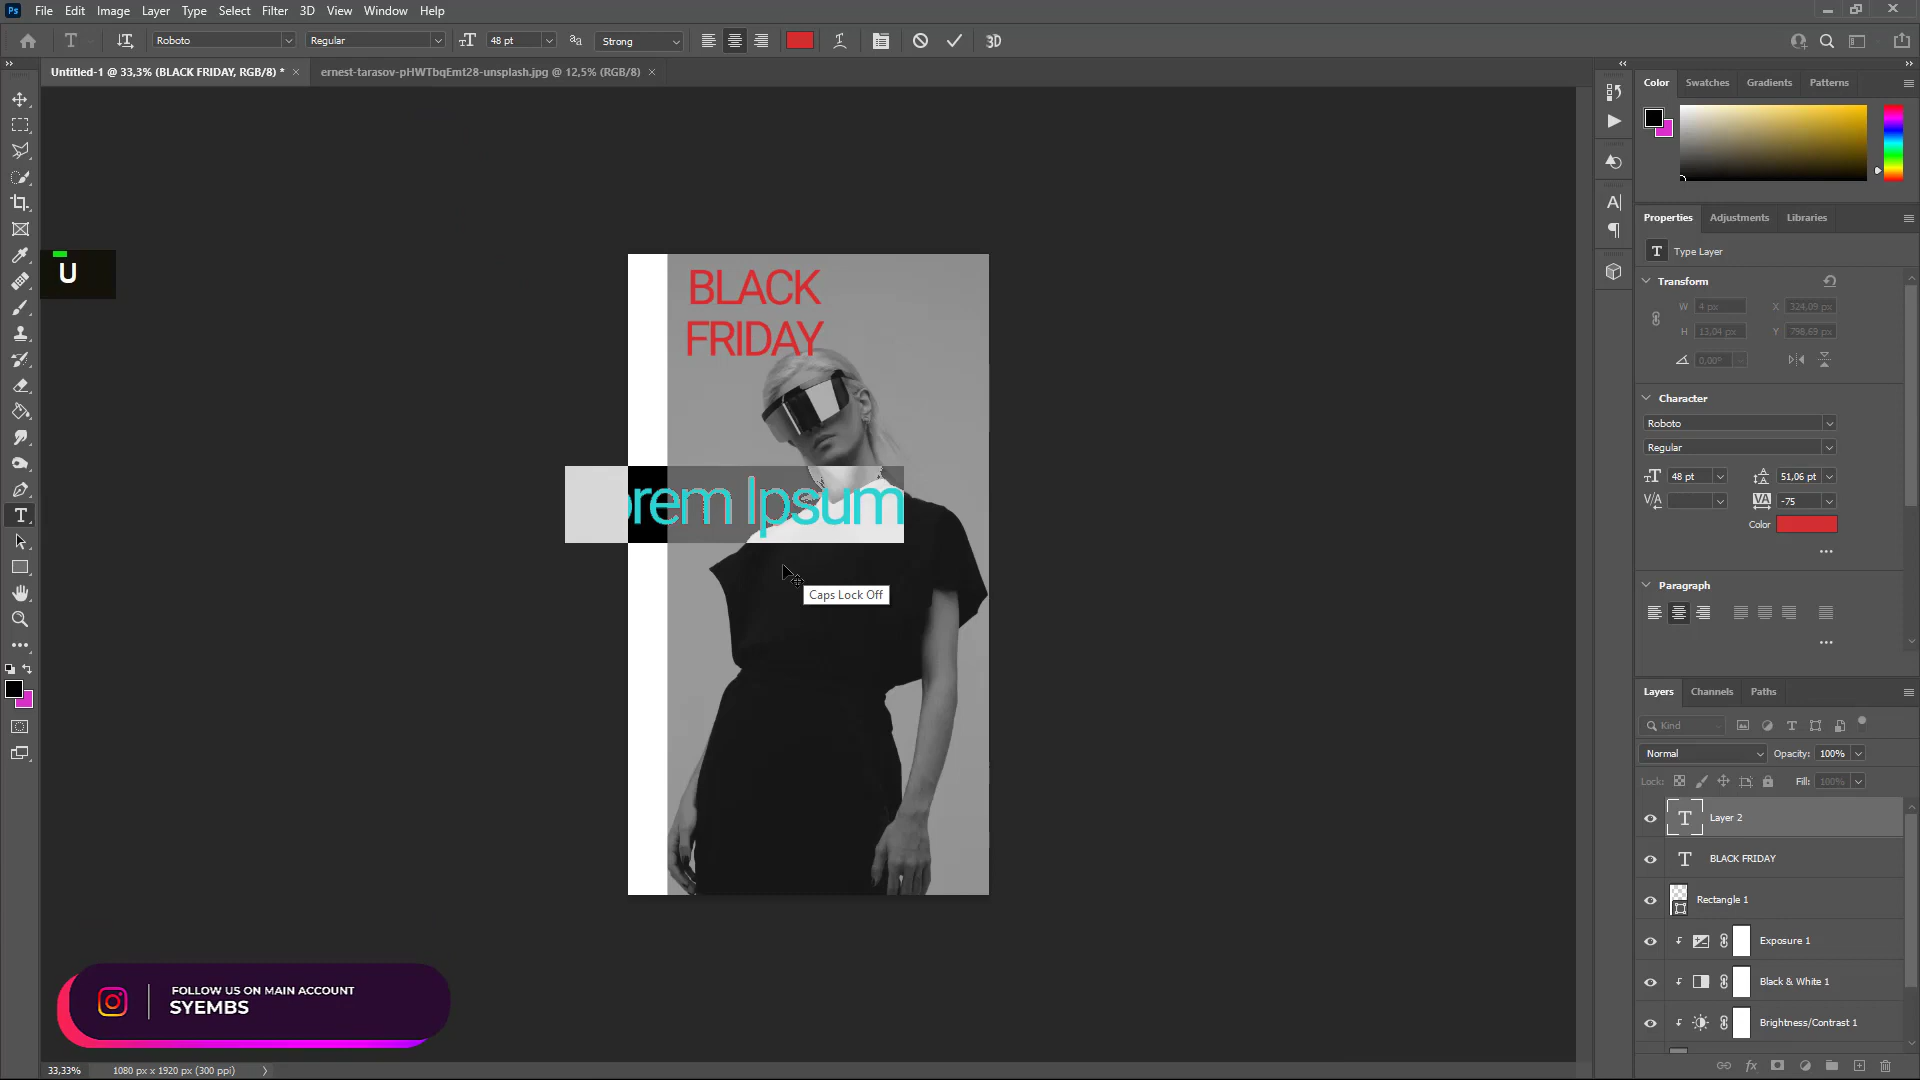 Ps File Edit Image Layer Type Select Filter 3D View Window Help
Roboto Regular 48 pt Strong 3D
Untitled-1 @ 33,3% (BLACK FRIDAY, RGB/8) * ernest-tarasov-pHWTbqEmt28-unsplash.jpg @ 12,5% (RGB/8)
Color Swatches Gradients Patterns
Properties Adjustments Libraries
T Type Layer
Transform
W 4 px X 324,09 px
H 13,04 px Y 798,69 px
0,00°
Character
Roboto
Regular
48 pt 51,06 pt
-75
Color
Paragraph
Layers Channels Paths
Kind
Normal Opacity: 100%
Lock: Fill: 100%
T Layer 2
T BLACK FRIDAY
Rectangle 1
Exposure 1
Black & White 1
Brightness/Contrast 1
U
BLACK
FRIDAY
orem Ipsum
Caps Lock Off
FOLLOW US ON MAIN ACCOUNT
SYEMBS
33,33% 1080 px x 1920 px (300 ppi)